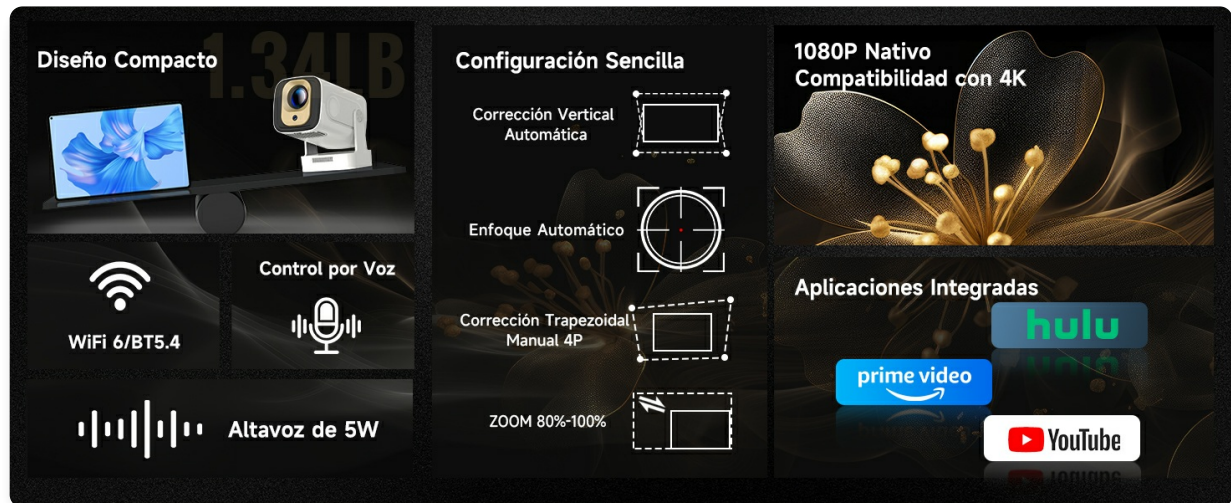 Diseño Compacto
1.34LB
WiFi 6/BT5.4
Control por Voz
Altavoz de 5W
Configuración Sencilla
Corrección Vertical
Automática
Enfoque Automático
Corrección Trapezoidal
Manual 4P
ZOOM 80%-100%
1080P Nativo
Compatibilidad con 4K
Aplicaciones Integradas
hulu
prime video
YouTube